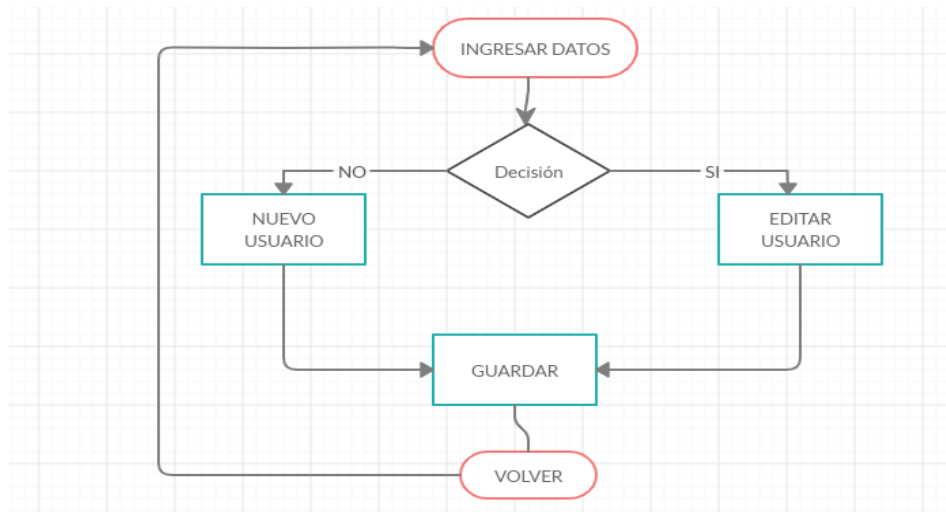 INGRESAR DATOS
Decisión
NO
SI
NUEVO
USUARIO
EDITAR
USUARIO
GUARDAR
VOLVER